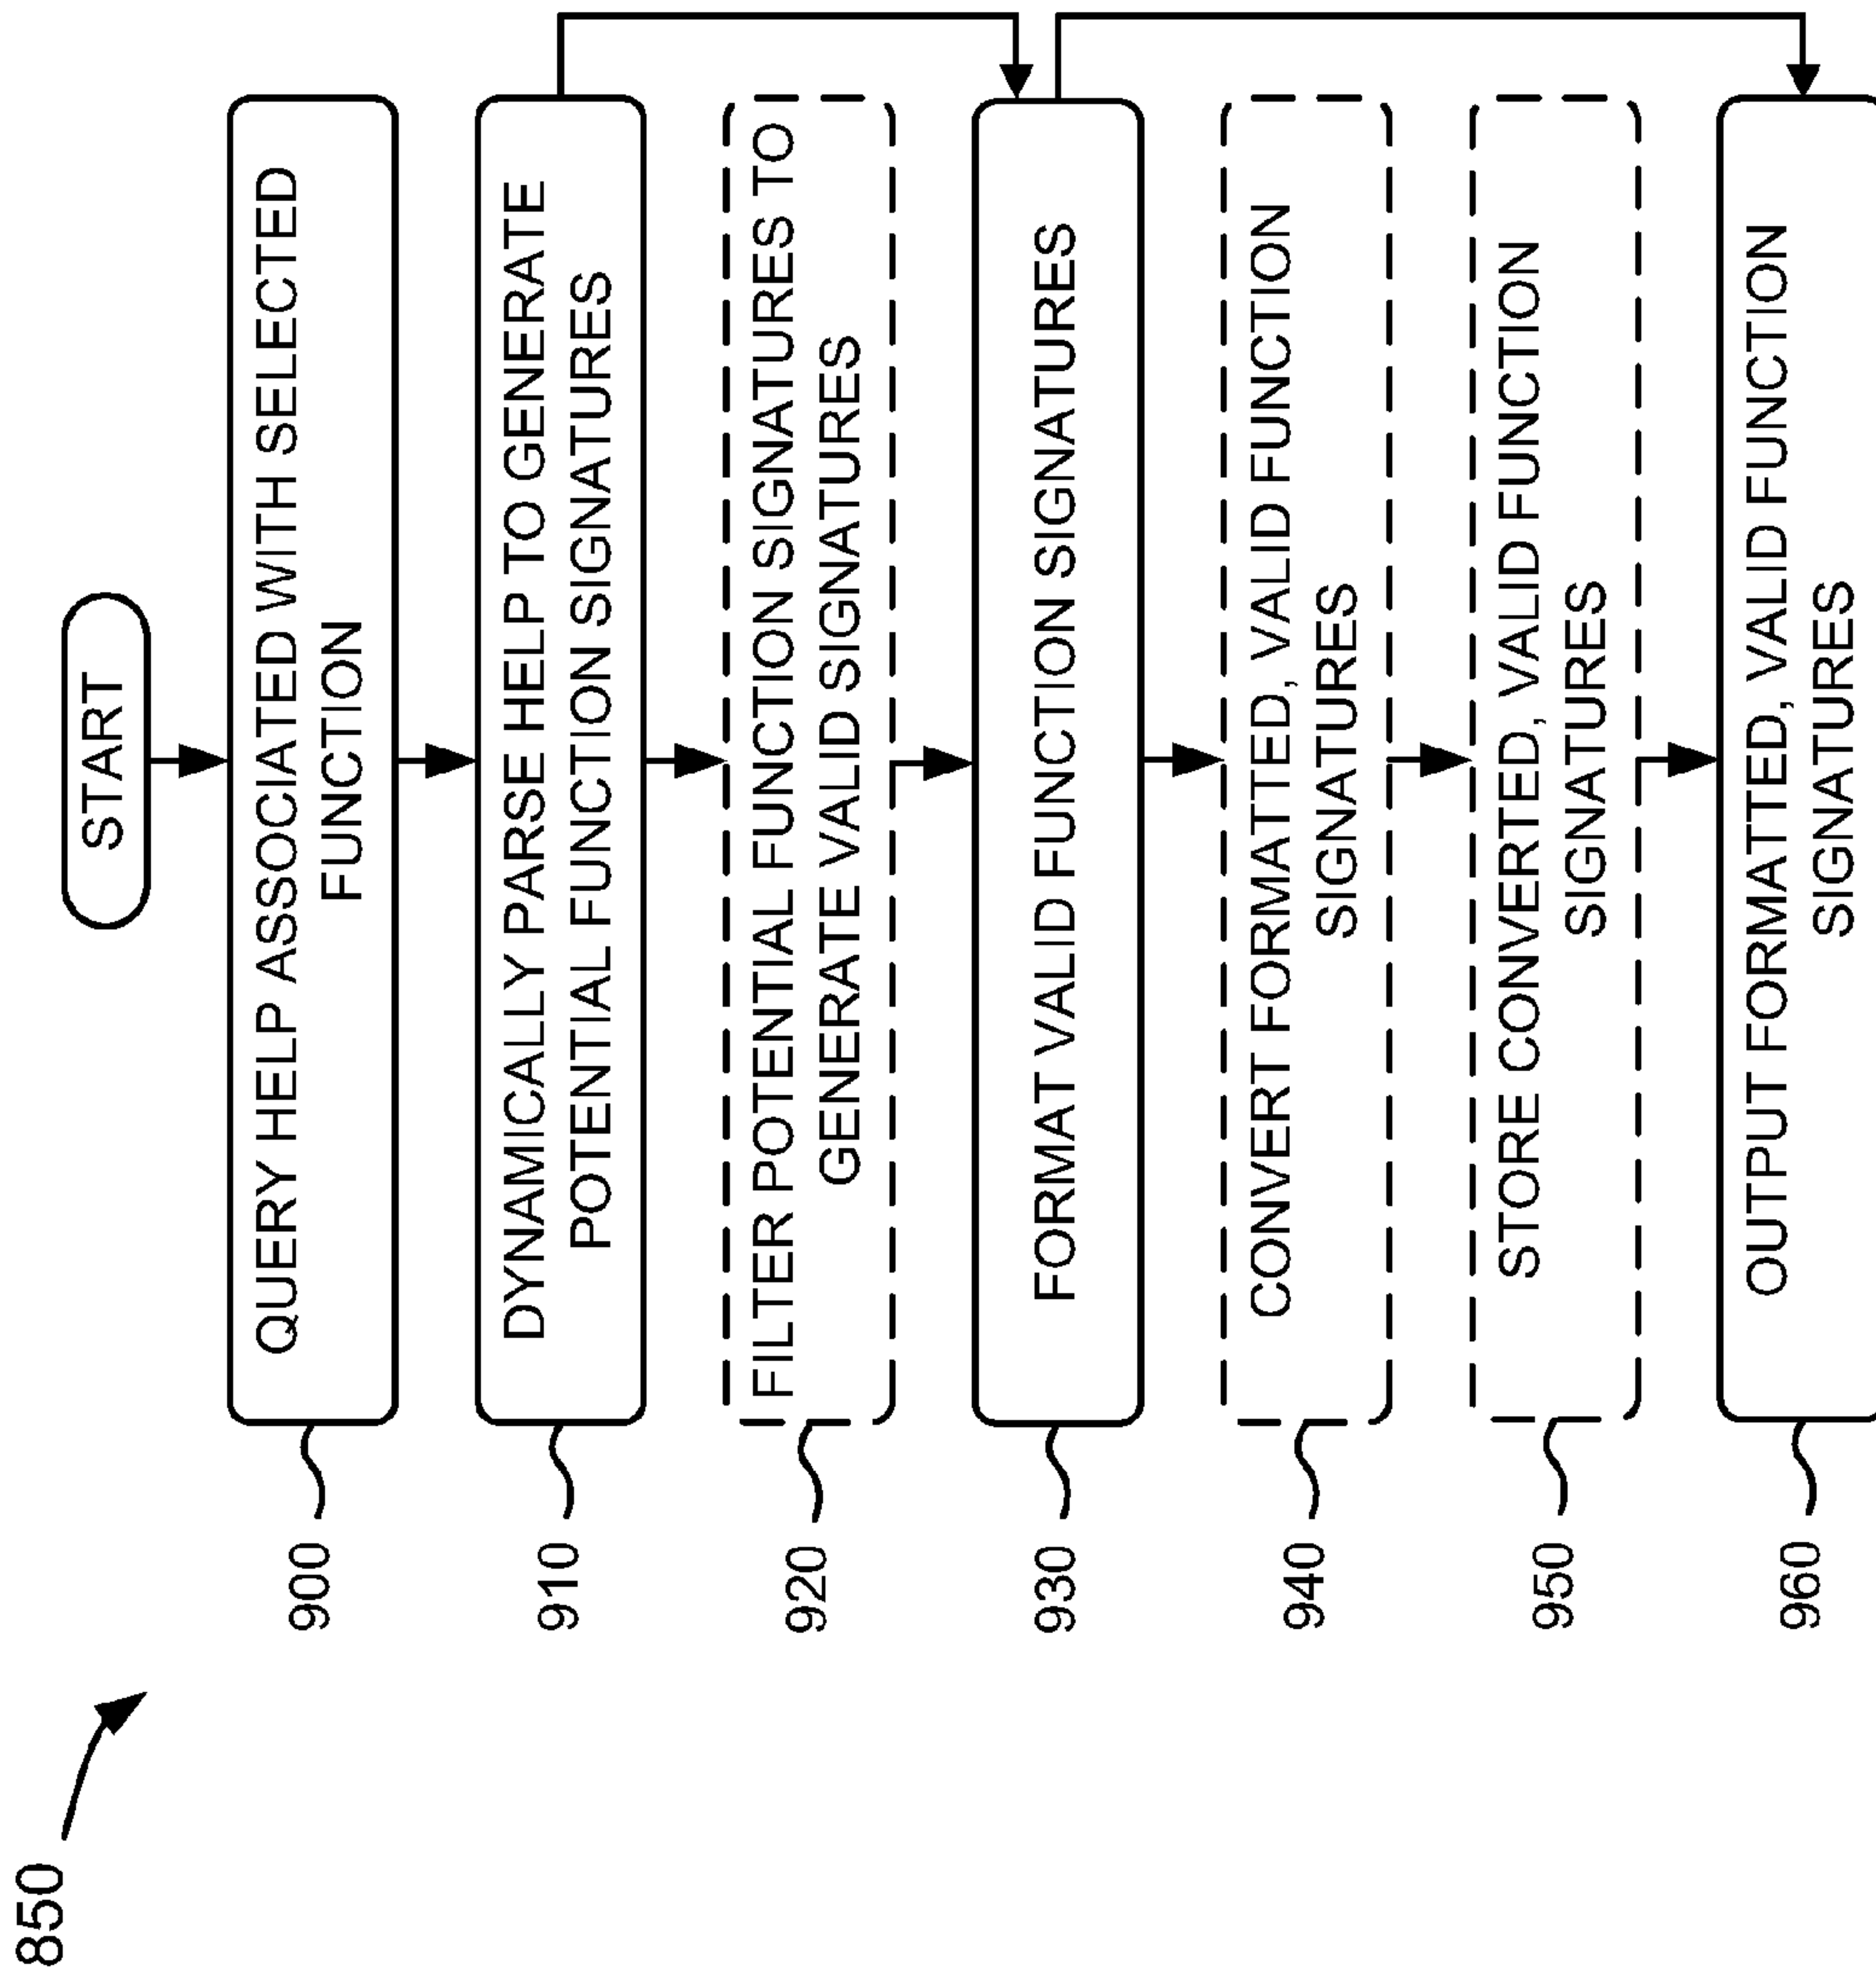 850
START
900
QUERY HELP ASSOCIATED WITH SELECTED
FUNCTION
910
DYNAMICALLY PARSE HELP TO GENERATE
POTENTIAL FUNCTION SIGNATURES
920
FILTER POTENTIAL FUNCTION SIGNATURES TO
GENERATE VALID SIGNATURES
930
FORMAT VALID FUNCTION SIGNATURES
940
CONVERT FORMATTED, VALID FUNCTION
SIGNATURES
950
STORE CONVERTED, VALID FUNCTION
SIGNATURES
960
OUTPUT FORMATTED, VALID FUNCTION
SIGNATURES